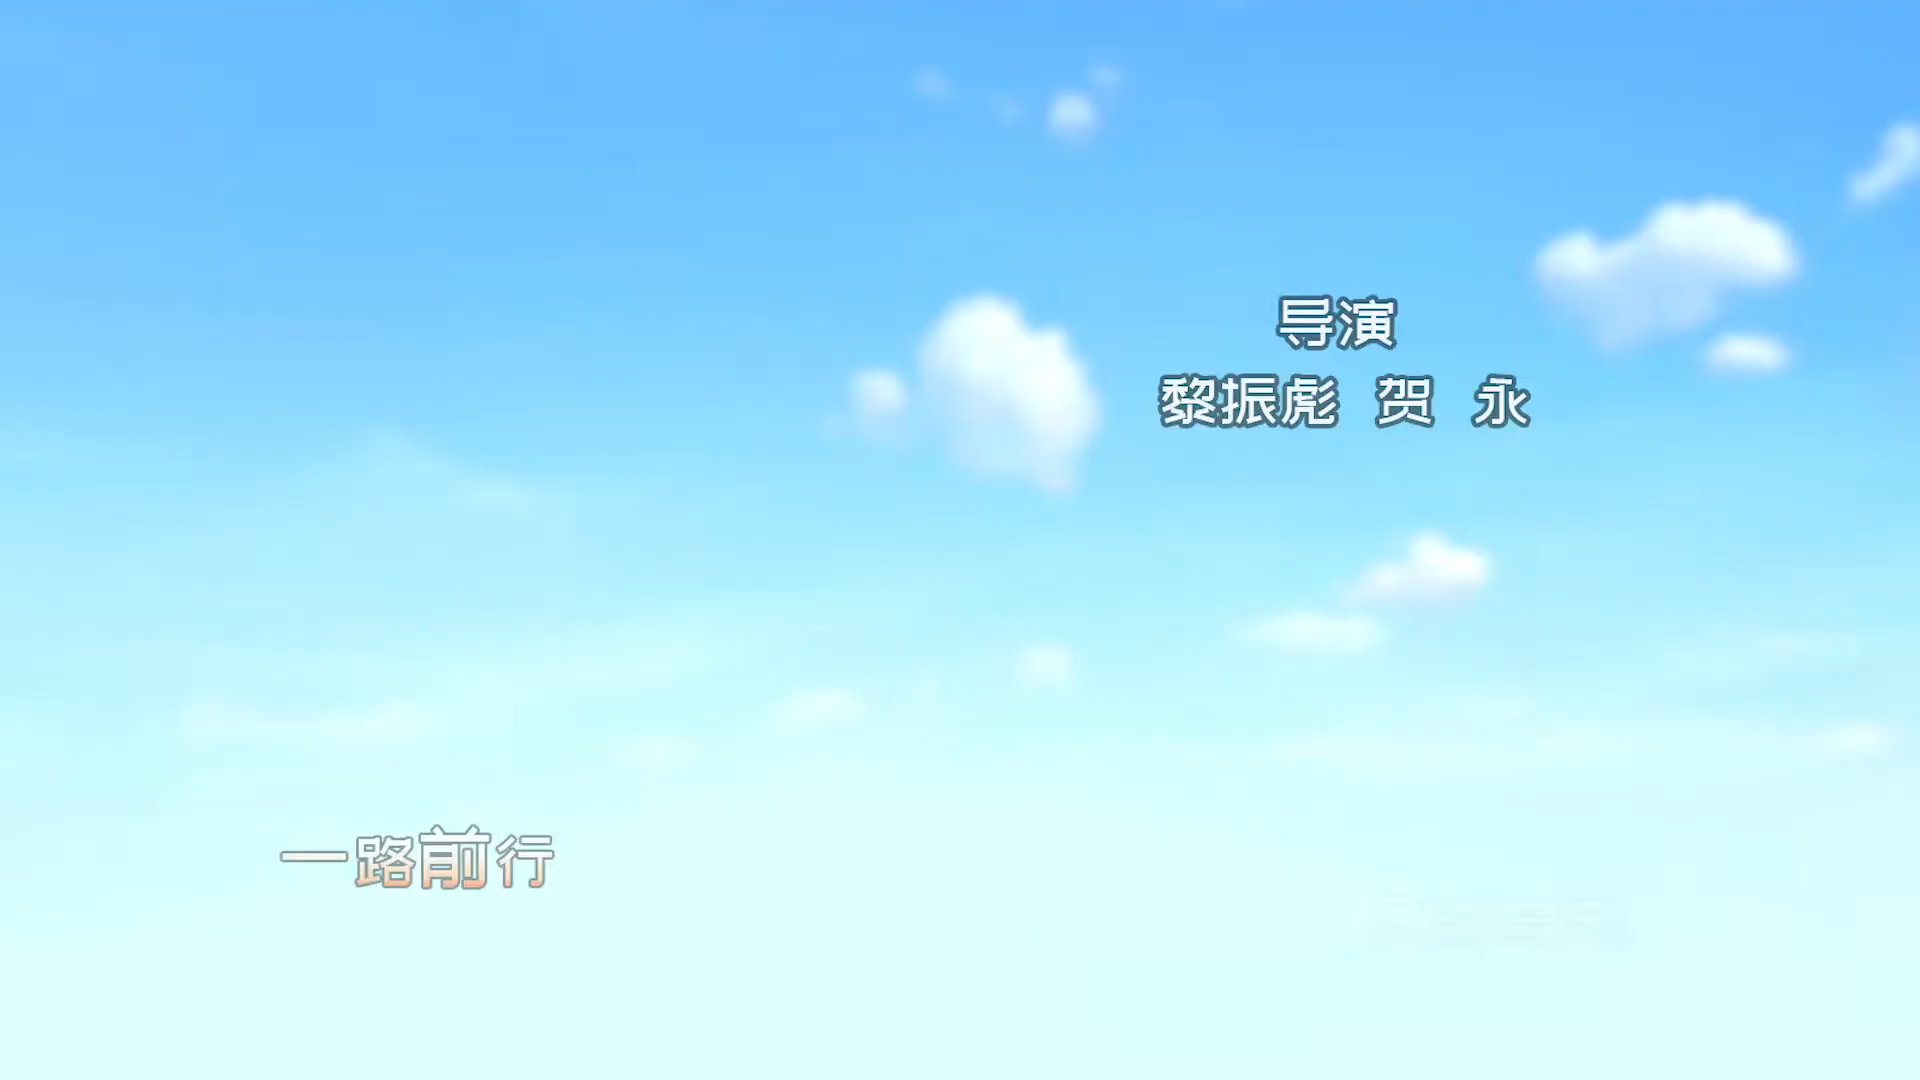 导演
黎振彪 贺 永
一路前行